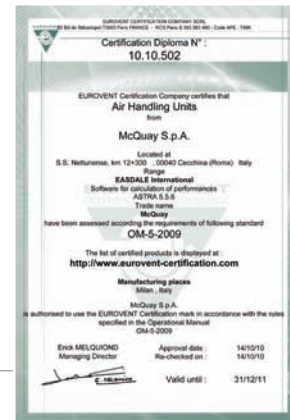 EUROVENT CERTIFICATION COMPANY SCRL
Certification Diploma N° :
10.10.502
EUROVENT Certification Company certifies that
Air Handling Units
from
McQuay S.p.A.
Located at
S.S. Nettunense, km 12+300 , 00040 Cecchina (Roma) Italy
Range
EASDALE International
Software for calculation of performances
ASTRA 5.5.6
Trade name
McQuay
have been assessed according the requirements of following standard
OM-5-2009
The list of certified products is displayed at :
http://www.eurovent-certification.com
Manufacturing places
Milan , Italy
McQuay S.p.A.
is authorised to use the EUROVENT Certification mark in accordance with the rules
specified in the Operational Manual
OM-5-2009
Erick MELQUIOND Approval date : 14/10/10
Managing Director Re-checked on : 14/10/10
E. MELQUIOND
Valid until : 31/12/11